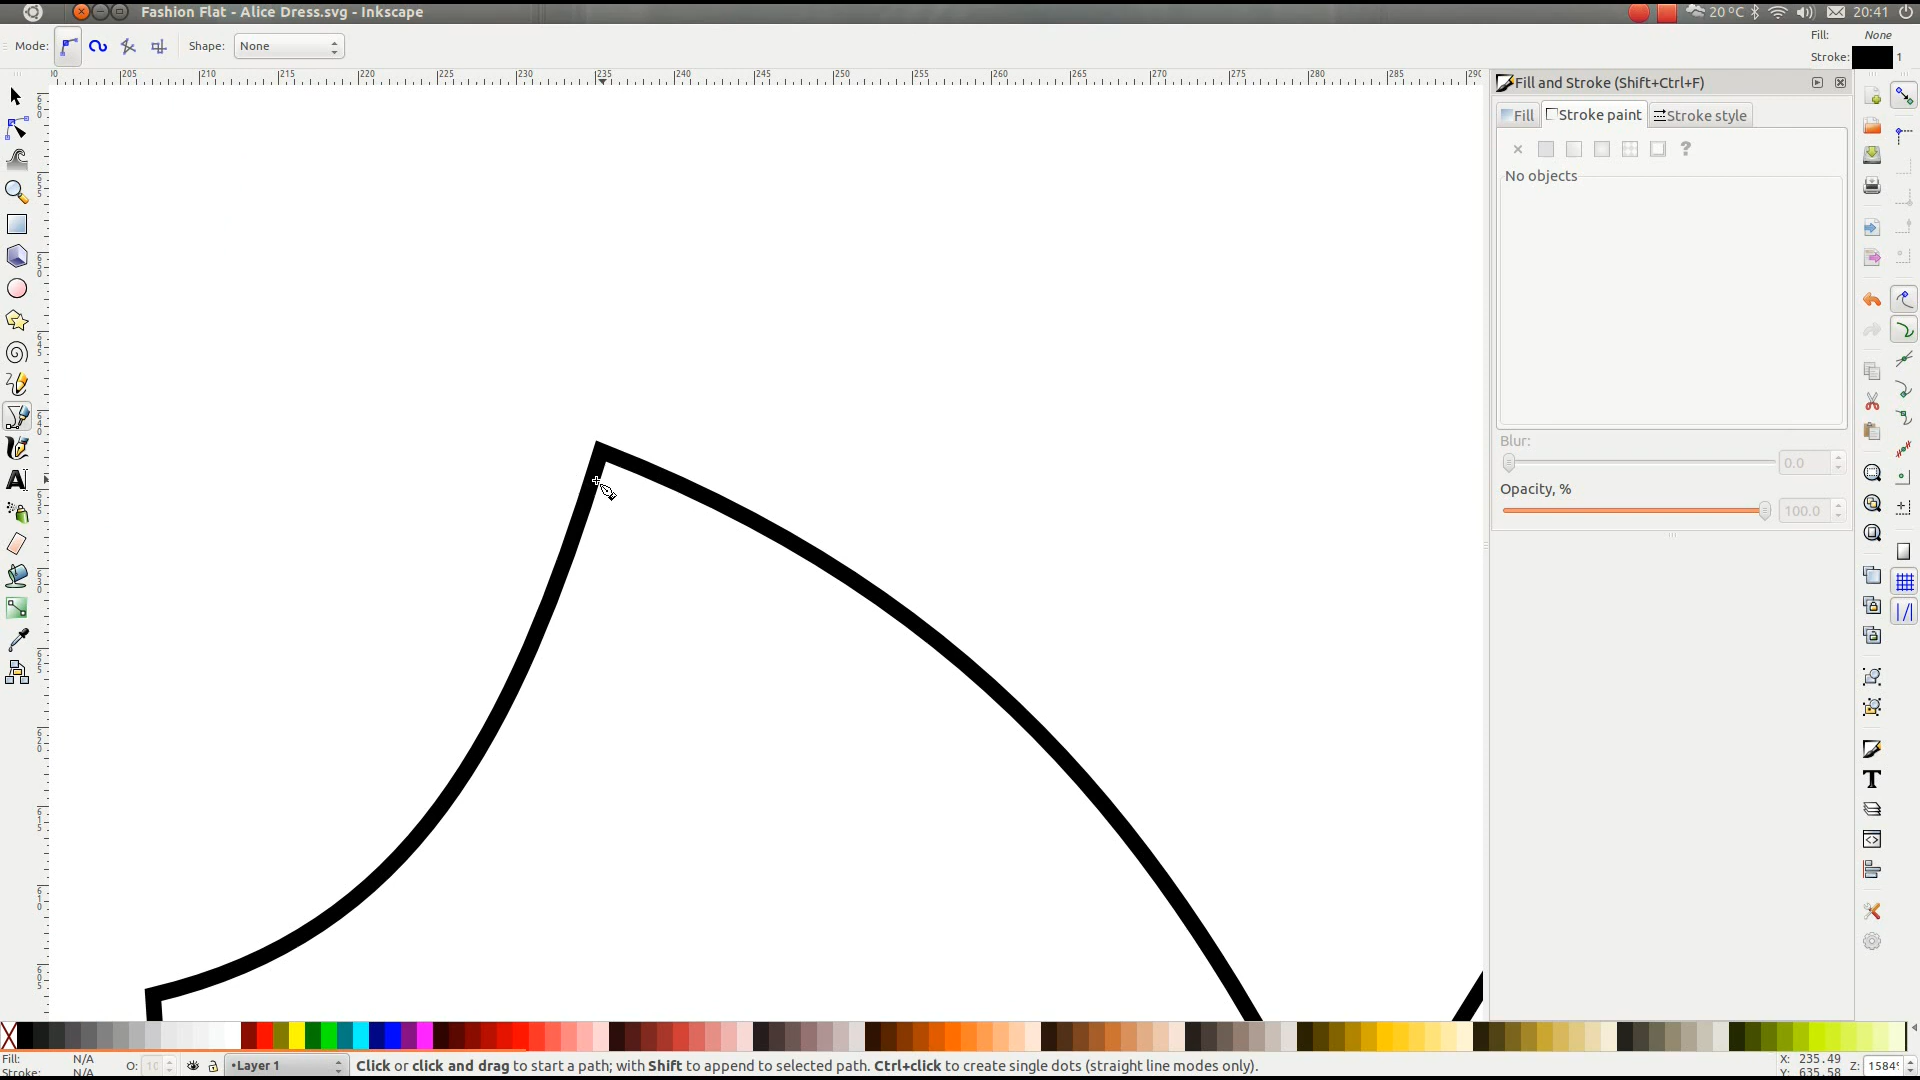 Fashion Flat - Alice Dress.svg - Inkscape
20°C
20:41
Mode:
Shape:
None
Fill:
None
Stroke:
1
205
210
215
220
225
230
235
240
245
250
255
260
265
270
275
280
285
290
Fill and Stroke (Shift+Ctrl+F)
Fill
Stroke paint
Stroke style
?
No objects
Blur:
0.0
Opacity, %
100.0
Fill:
N/A
Stroke:
N/A
O:
•Layer 1
Click or click and drag to start a path; with Shift to append to selected path. Ctrl+click to create single dots (straight line modes only).
X:
235.49
Y:
635.58
Z: